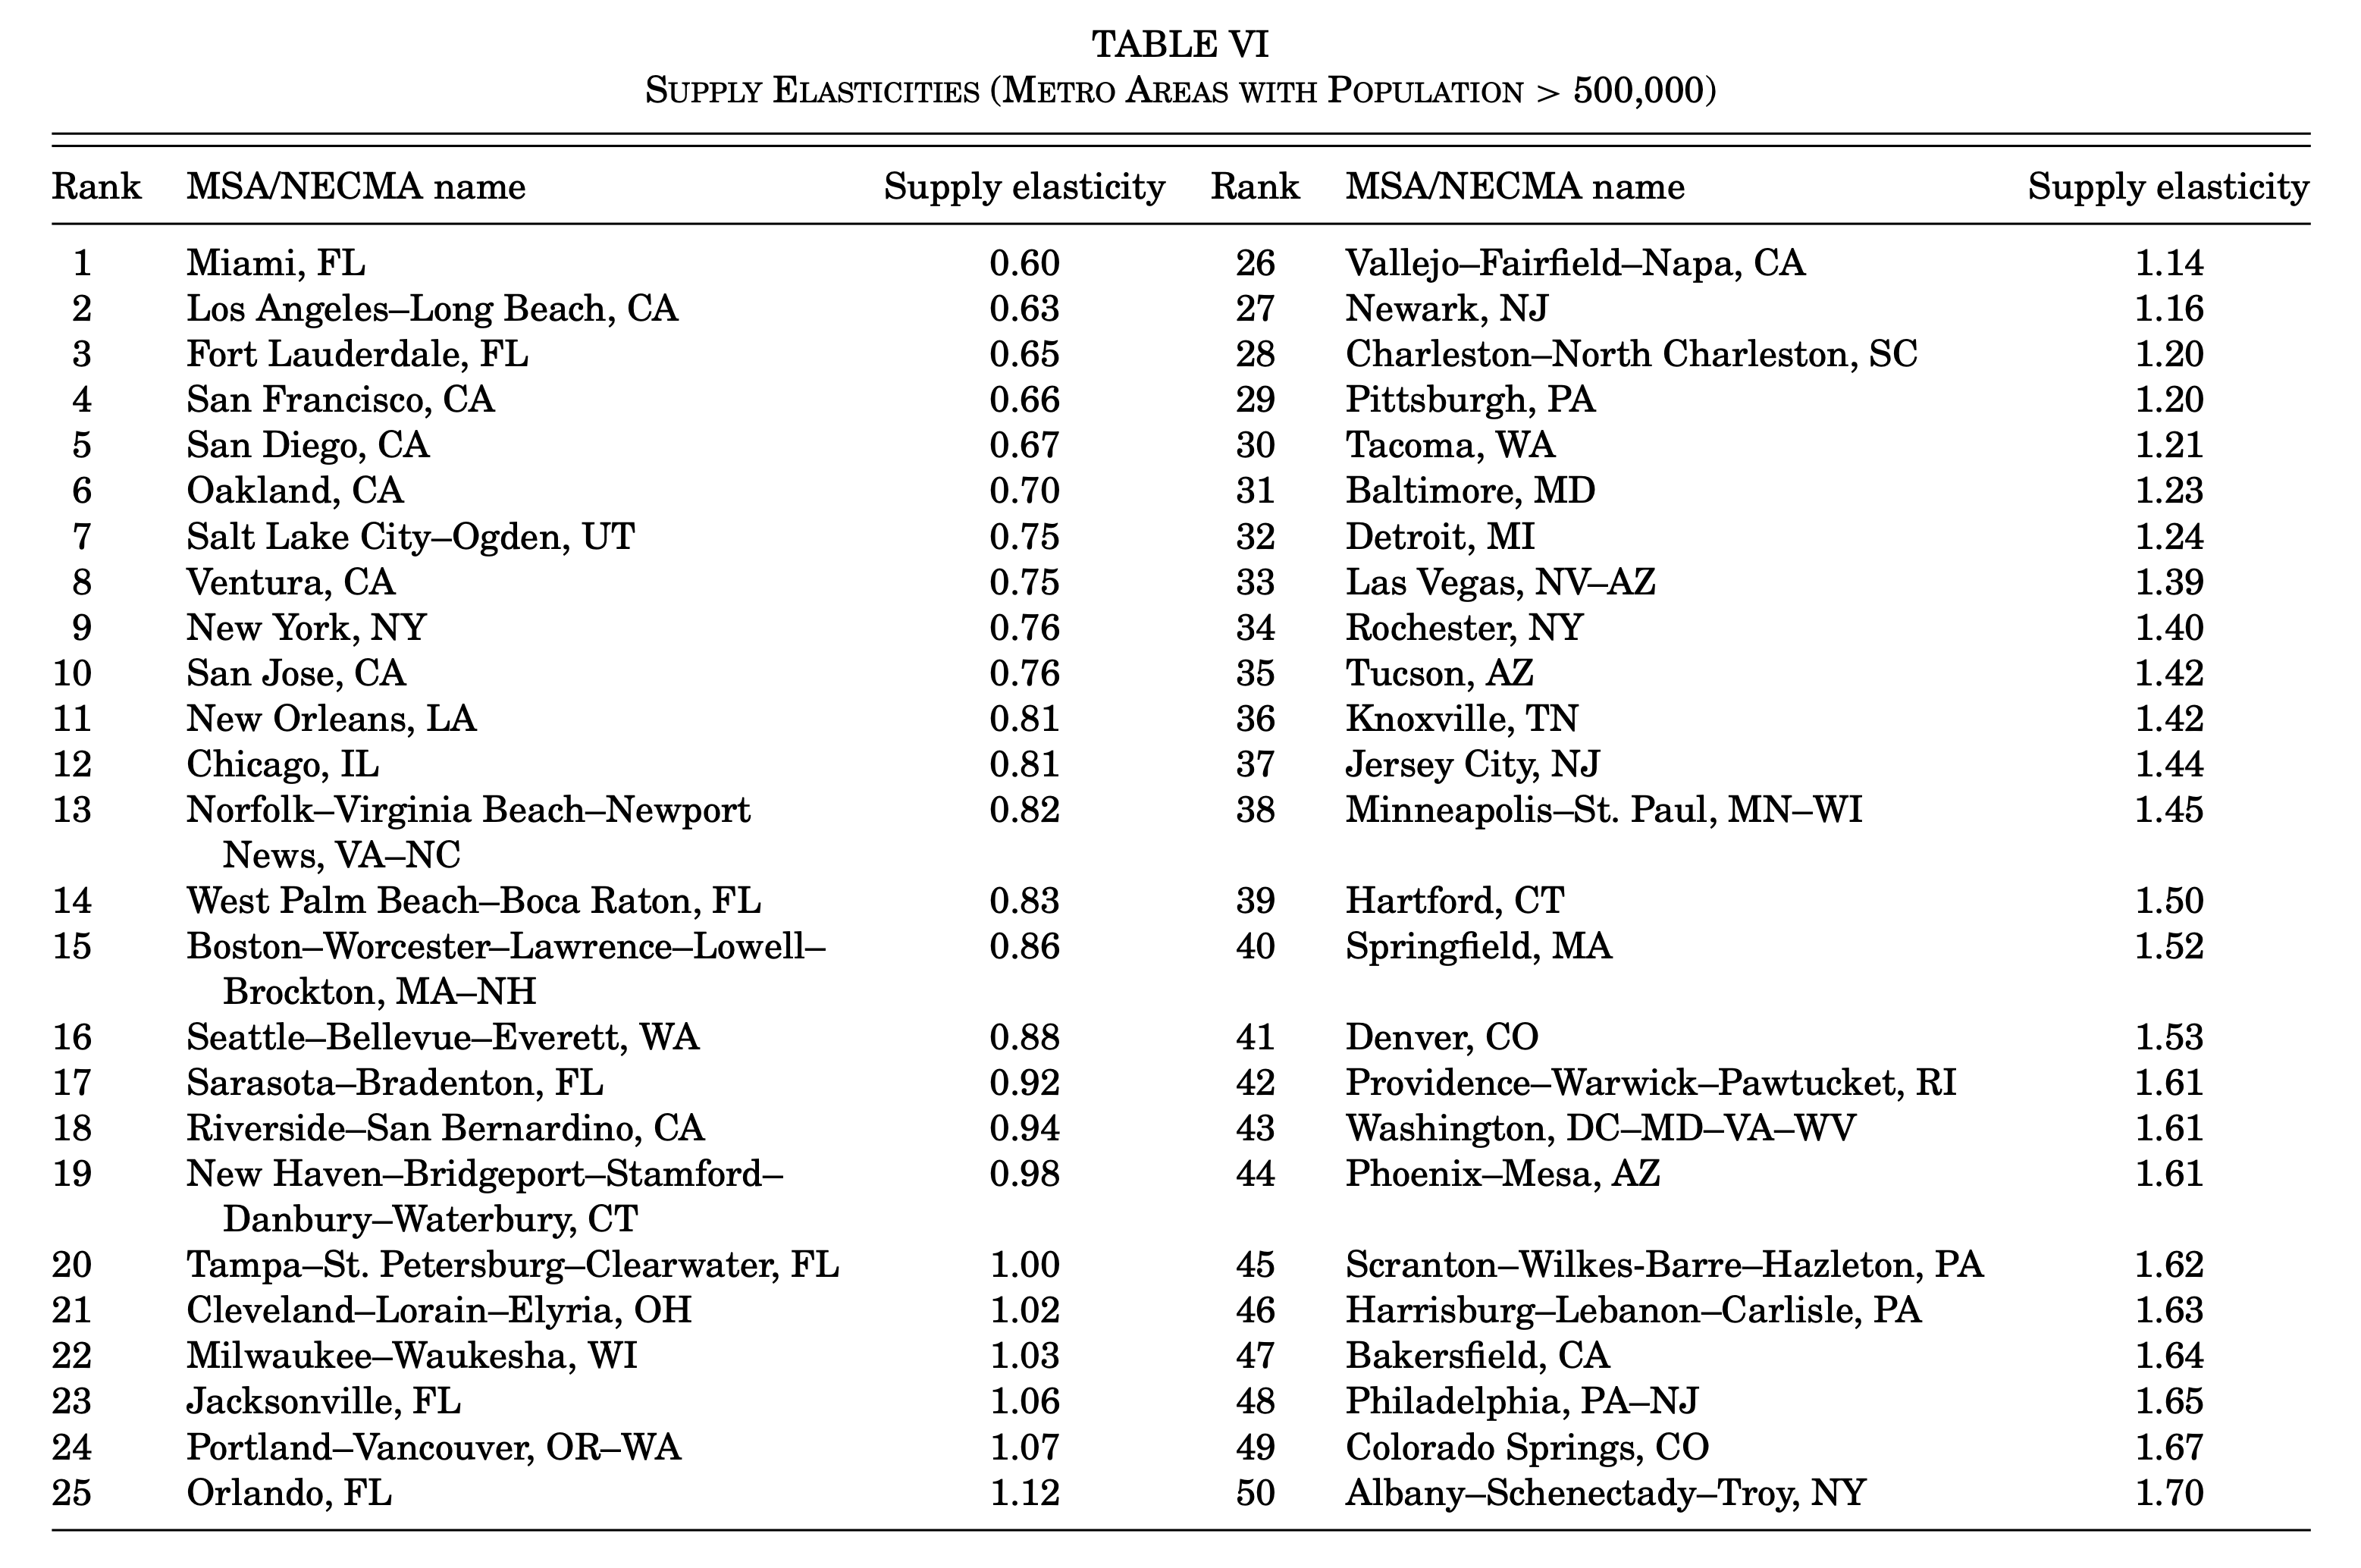 TABLE VI
SUPPLY ELASTICITIES (METRO AREAS WITH POPULATION > 500,000)
Rank MSA/NECMA name Supply elasticity Rank MSA/NECMA name Supply elasticity
1 Miami, FL 0.60 26 Vallejo–Fairfield–Napa, CA 1.14
2 Los Angeles–Long Beach, CA 0.63 27 Newark, NJ 1.16
3 Fort Lauderdale, FL 0.65 28 Charleston–North Charleston, SC 1.20
4 San Francisco, CA 0.66 29 Pittsburgh, PA 1.20
5 San Diego, CA 0.67 30 Tacoma, WA 1.21
6 Oakland, CA 0.70 31 Baltimore, MD 1.23
7 Salt Lake City–Ogden, UT 0.75 32 Detroit, MI 1.24
8 Ventura, CA 0.75 33 Las Vegas, NV–AZ 1.39
9 New York, NY 0.76 34 Rochester, NY 1.40
10 San Jose, CA 0.76 35 Tucson, AZ 1.42
11 New Orleans, LA 0.81 36 Knoxville, TN 1.42
12 Chicago, IL 0.81 37 Jersey City, NJ 1.44
13 Norfolk–Virginia Beach–Newport 0.82 38 Minneapolis–St. Paul, MN–WI 1.45
News, VA–NC
14 West Palm Beach–Boca Raton, FL 0.83 39 Hartford, CT 1.50
15 Boston–Worcester–Lawrence–Lowell– 0.86 40 Springfield, MA 1.52
Brockton, MA–NH
16 Seattle–Bellevue–Everett, WA 0.88 41 Denver, CO 1.53
17 Sarasota–Bradenton, FL 0.92 42 Providence–Warwick–Pawtucket, RI 1.61
18 Riverside–San Bernardino, CA 0.94 43 Washington, DC–MD–VA–WV 1.61
19 New Haven–Bridgeport–Stamford– 0.98 44 Phoenix–Mesa, AZ 1.61
Danbury–Waterbury, CT
20 Tampa–St. Petersburg–Clearwater, FL 1.00 45 Scranton–Wilkes-Barre–Hazleton, PA 1.62
21 Cleveland–Lorain–Elyria, OH 1.02 46 Harrisburg–Lebanon–Carlisle, PA 1.63
22 Milwaukee–Waukesha, WI 1.03 47 Bakersfield, CA 1.64
23 Jacksonville, FL 1.06 48 Philadelphia, PA–NJ 1.65
24 Portland–Vancouver, OR–WA 1.07 49 Colorado Springs, CO 1.67
25 Orlando, FL 1.12 50 Albany–Schenectady–Troy, NY 1.70